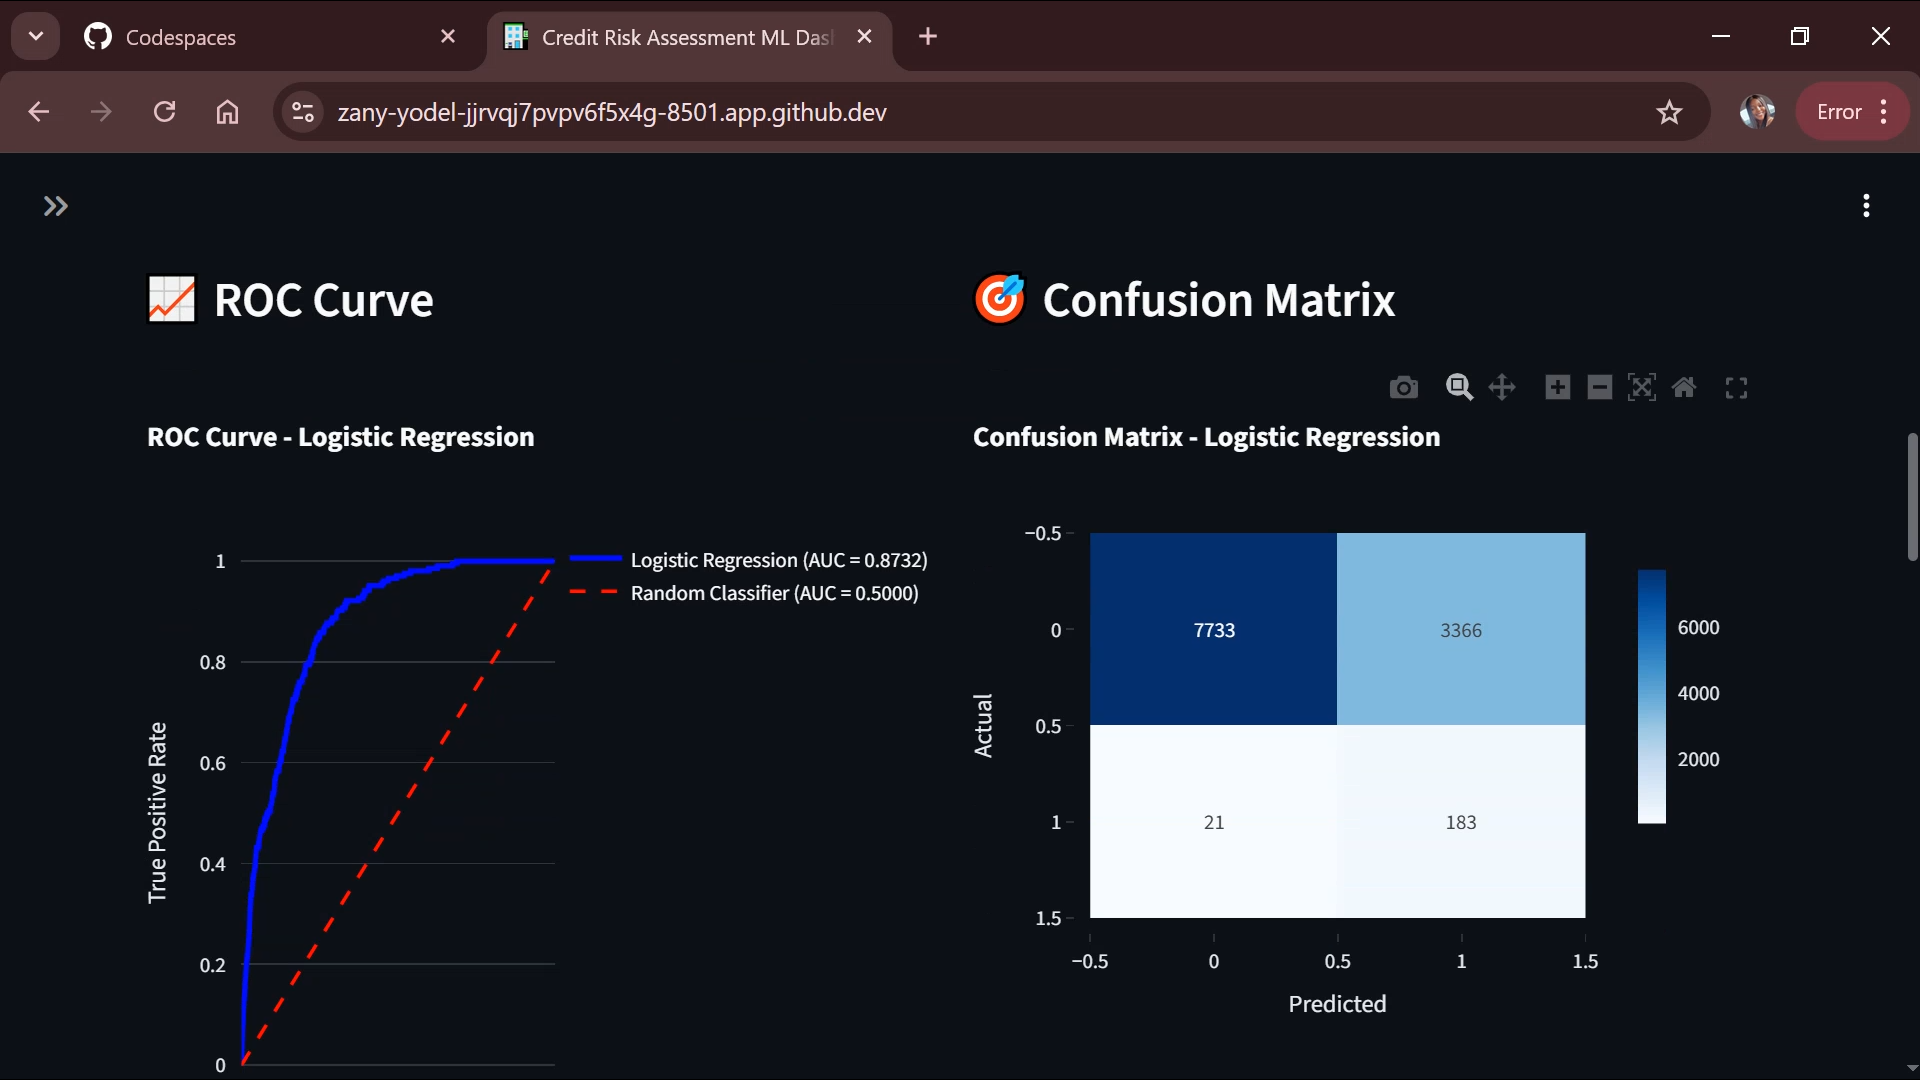 Codespaces
Credit Risk Assessment ML Das
zany-yodel-jjrvqj7pvpv6f5x4g-8501.app.github.dev
Error
ROC Curve
Confusion Matrix
ROC Curve - Logistic Regression
Confusion Matrix - Logistic Regression
Logistic Regression (AUC = 0.8732)
Random Classifier (AUC = 0.5000)
True Positive Rate
1
0.8
0.6
0.4
0.2
0
Actual
−0.5
0
0.5
1
1.5
7733
3366
21
183
−0.5
0
0.5
1
1.5
Predicted
6000
4000
2000